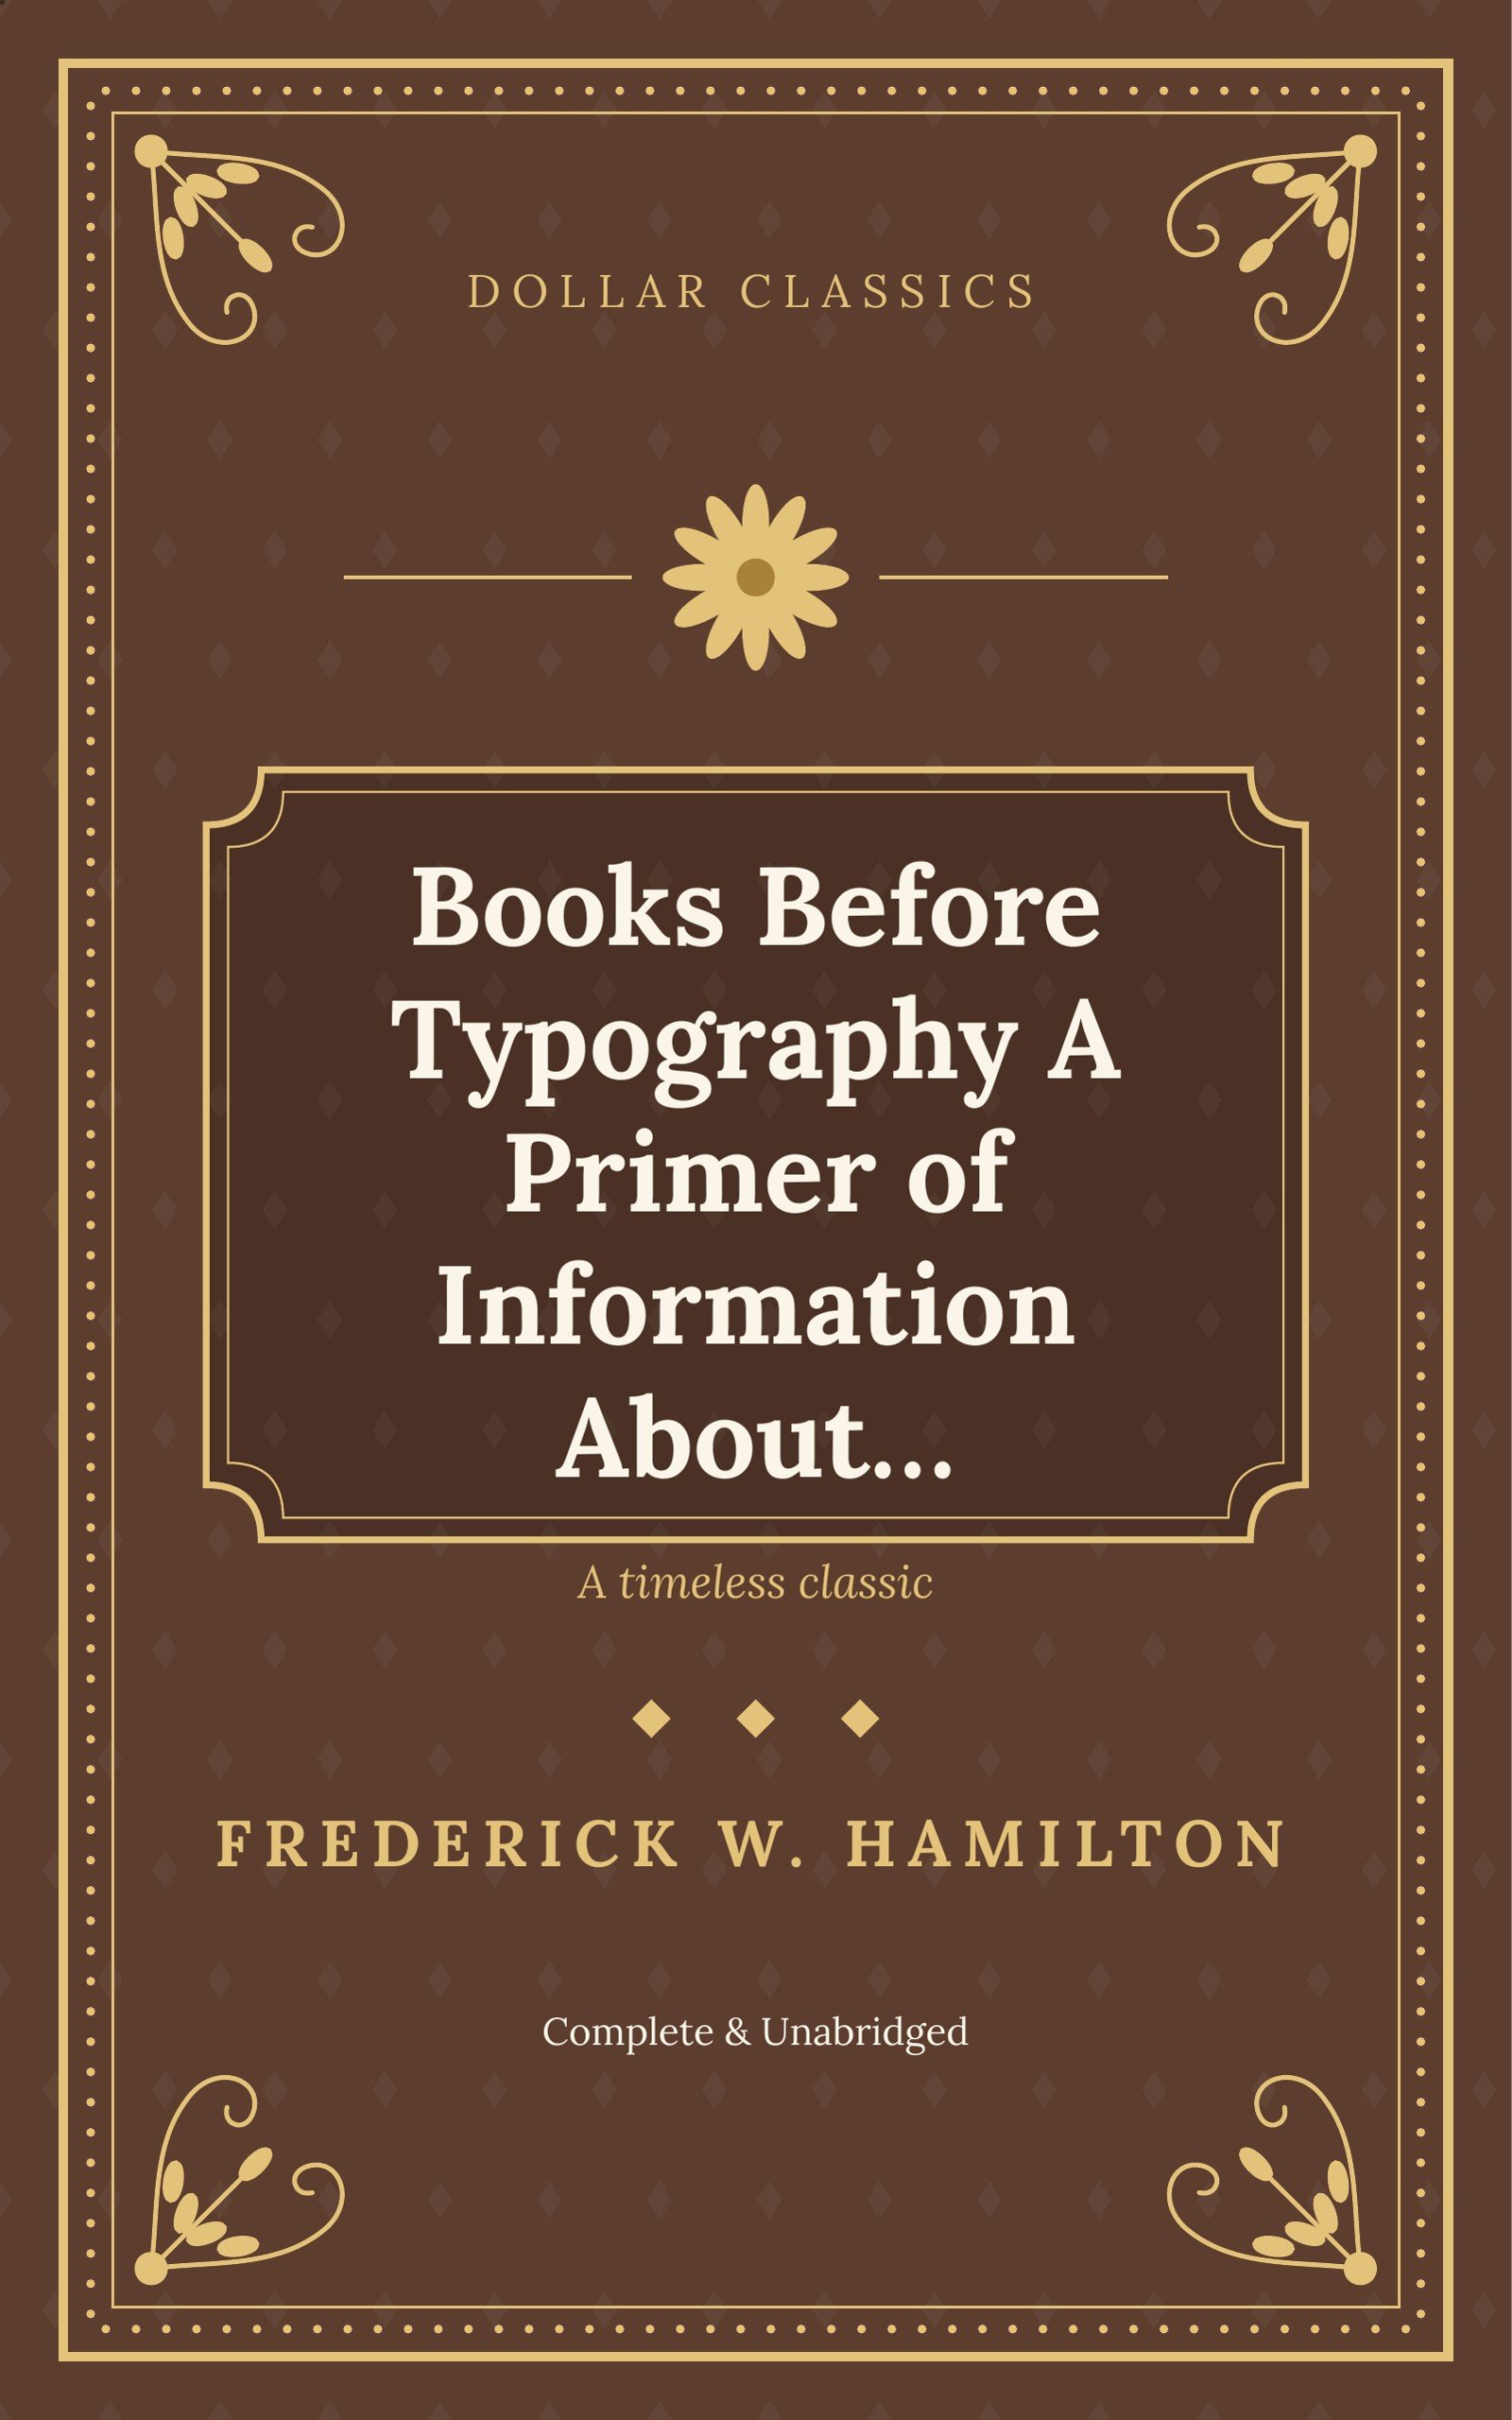 DOLLAR CLASSICS
Books Before
Typography A
Primer of
Information
About...
A timeless classic
FREDERICK W. HAMILTON
Complete & Unabridged